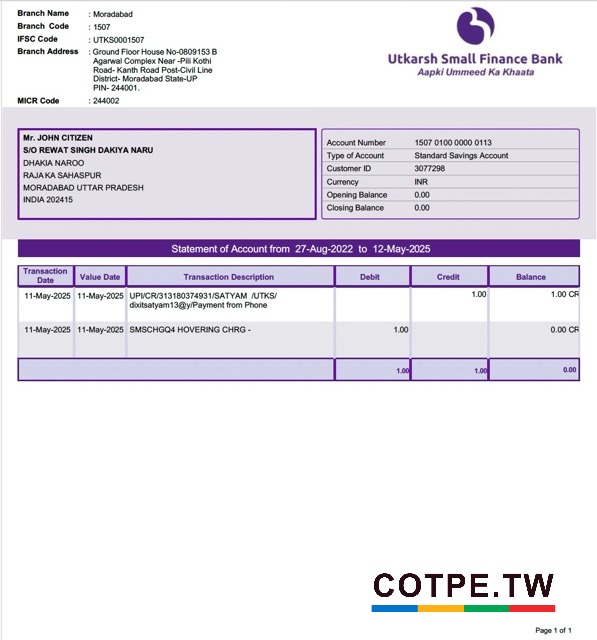 Branch Name : Moradabad
Branch Code : 1507
IFSC Code : UTKS0001507
Branch Address : Ground Floor House No-0809153 B
Agarwal Complex Near -Pili Kothi
Road- Kanth Road Post-Civil Line
District- Moradabad State-UP
PIN- 244001.
MICR Code : 244002
Utkarsh Small Finance Bank
Aapki Ummeed Ka Khaata
Mr. JOHN CITIZEN
S/O REWAT SINGH DAKIYA NARU
DHAKIA NAROO
RAJA KA SAHASPUR
MORADABAD UTTAR PRADESH
INDIA 202415
Account Number 1507 0100 0000 0113
Type of Account Standard Savings Account
Customer ID 3077298
Currency INR
Opening Balance 0.00
Closing Balance 0.00
Statement of Account from 27-Aug-2022 to 12-May-2025
Transaction Date Value Date Transaction Description Debit Credit Balance
11-May-2025 11-May-2025 UPI/CR/313180374931/SATYAM /UTKS/ 1.00 1.00 CR
dixitsatyam13@y/Payment from Phone
11-May-2025 11-May-2025 SMSCHGQ4 HOVERING CHRG - 1.00 0.00 CR
1.00 1.00 0.00
COTPE.TW
Page 1 of 1